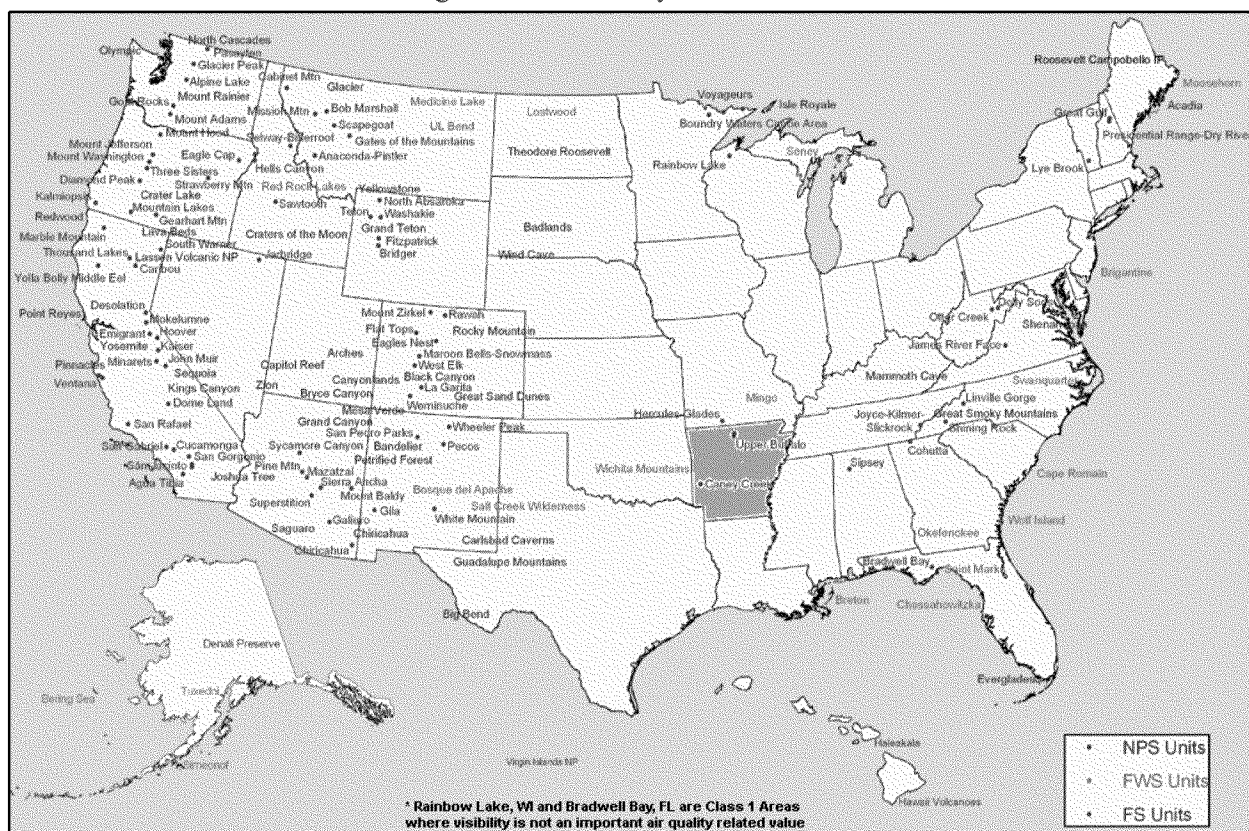 North Cascades
Olympic
Pasayten
Glacier Peak
Alpine Lake
Goat Rocks
Mount Rainier
Mount Adams
Mount Hood
Mount Jefferson
Mount Washington
Eagle Cap
Three Sisters
Diamond Peak
Strawberry Mtn
Hells Canyon
Kalmiopsis
Crater Lake
Mountain Lakes
Redwood
Gearhart Mtn
Marble Mountain
Lava Beds
South Warner
Thousand Lakes
Lassen Volcanic NP
Caribou
Yolla Bolly Middle Eel
Jarbridge
Desolation
Point Reyes
Mokelumne
Emigrant
Hoover
Yosemite
Kaiser
Pinnacles
Minarets
John Muir
Sequoia
Ventana
Kings Canyon
Dome Land
San Rafael
San Gabriel
Cucamonga
San Gorgonio
San Jacinto
Agua Tibia
Joshua Tree
Cabinet Mtn
Glacier
Medicine Lake
Mission Mtn
Bob Marshall
Scapegoat
UL Bend
Gates of the Mountains
Selway-Bitterroot
Anaconda-Pintler
Red Rock Lakes
Yellowstone
Sawtooth
North Absaroka
Teton
Washakie
Craters of the Moon
Grand Teton
Fitzpatrick
Bridger
Lostwood
Theodore Roosevelt
Badlands
Wind Cave
Mount Zirkel
Rawah
Flat Tops
Rocky Mountain
Eagles Nest
Arches
Maroon Bells-Snowmass
Capitol Reef
West Elk
Canyonlands
Black Canyon
Zion
La Garita
Bryce Canyon
Great Sand Dunes
Weminuche
Mesa Verde
Grand Canyon
Wheeler Peak
San Pedro Parks
Sycamore Canyon
Bandelier
Pecos
Petrified Forest
Pine Mtn
Mazatzal
Sierra Ancha
Superstition
Mount Baldy
Bosque del Apache
Gila
Salt Creek Wilderness
White Mountain
Saguaro
Galiuro
Chiricahua
Chiricahua
Carlsbad Caverns
Guadalupe Mountains
Big Bend
Wichita Mountains
Voyageurs
Isle Royale
Boundry Waters Canoe Area
Rainbow Lake
Seney
Roosevelt Campobello IP
Moosehorn
Acadia
Great Gulf
Presidential Range-Dry River
Lye Brook
Brigantine
Dolly Sods
Otter Creek
Shenan
James River Face
Mammoth Cave
Mingo
Swanquarter
Hercules-Glades
Linville Gorge
Joyce-Kilmer-
Slickrock
Great Smoky Mountains
Shining Rock
Upper Buffalo
Cohutta
Sipsey
Caney Creek
Cape Romain
Wolf Island
Okefenokee
Bradwell Bay
Saint Mark
Breton
Chassahowitzka
Everglades
Denali Preserve
Bering Sea
Tuxedni
Simeonof
Virgin Islands NP
Haleakala
Hawaii Volcanoes
* Rainbow Lake, WI and Bradwell Bay, FL are Class 1 Areas
where visibility is not an important air quality related value
NPS Units
FWS Units
FS Units